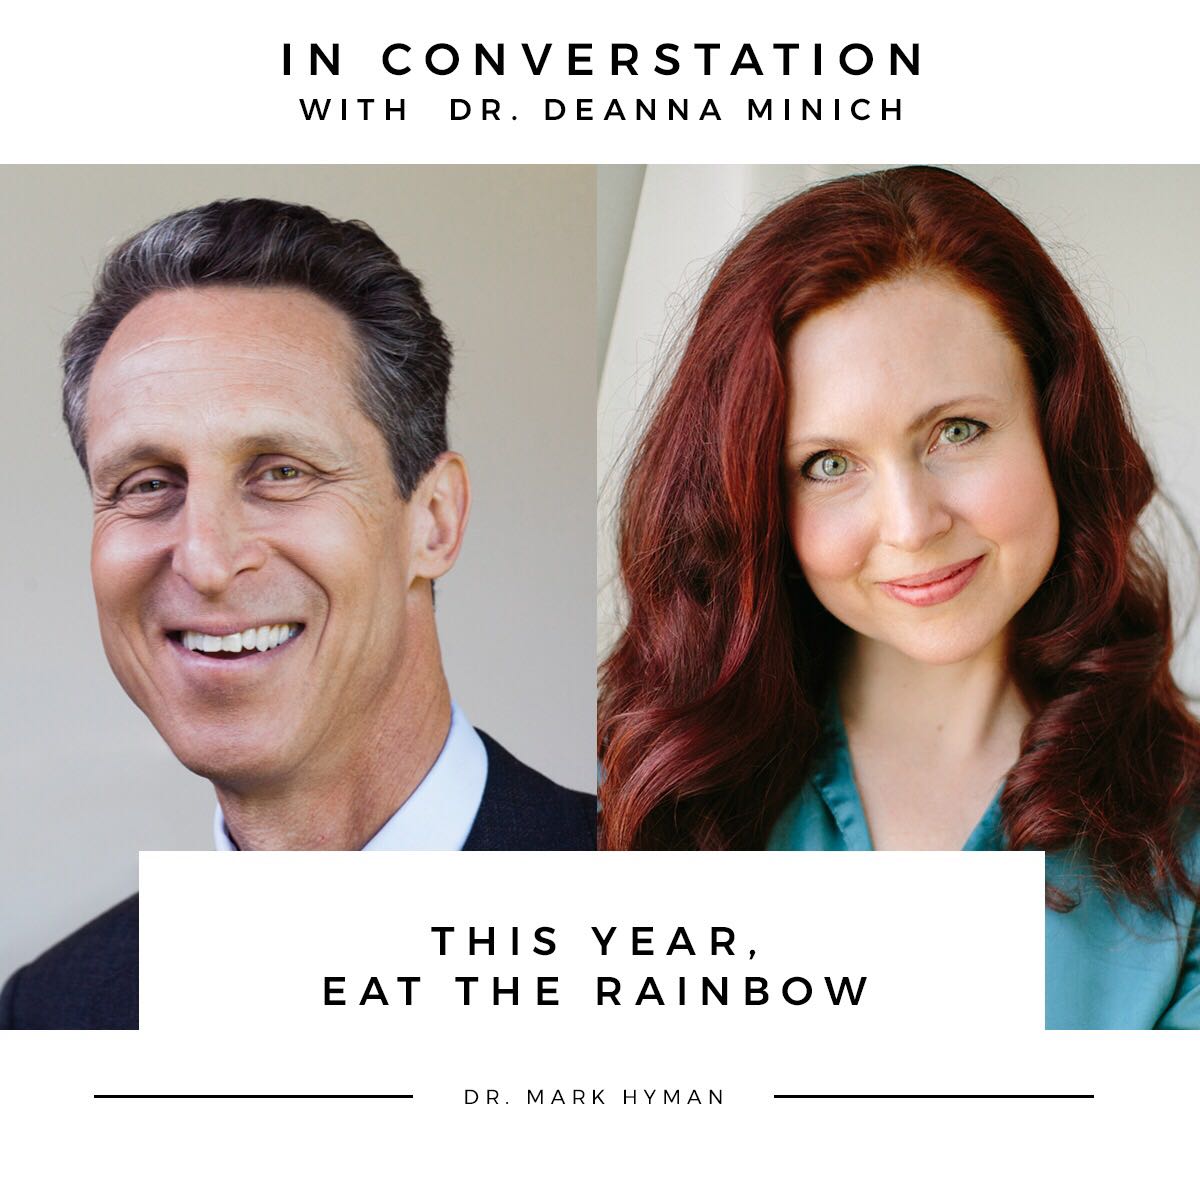 IN CONVERSTATION
WITH DR. DEANNA MINICH
THIS YEAR,
EAT THE RAINBOW
DR. MARK HYMAN